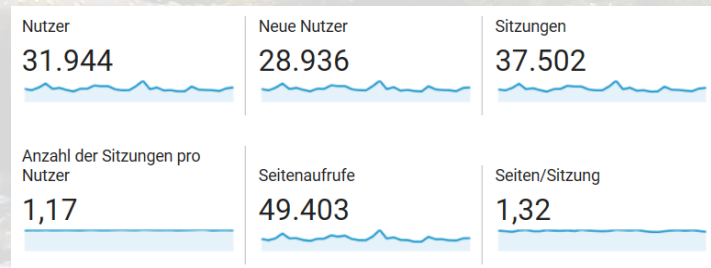 Nutzer
31.944
Neue Nutzer
28.936
Sitzungen
37.502
Anzahl der Sitzungen pro
Nutzer
1,17
Seitenaufrufe
49.403
Seiten/Sitzung
1,32